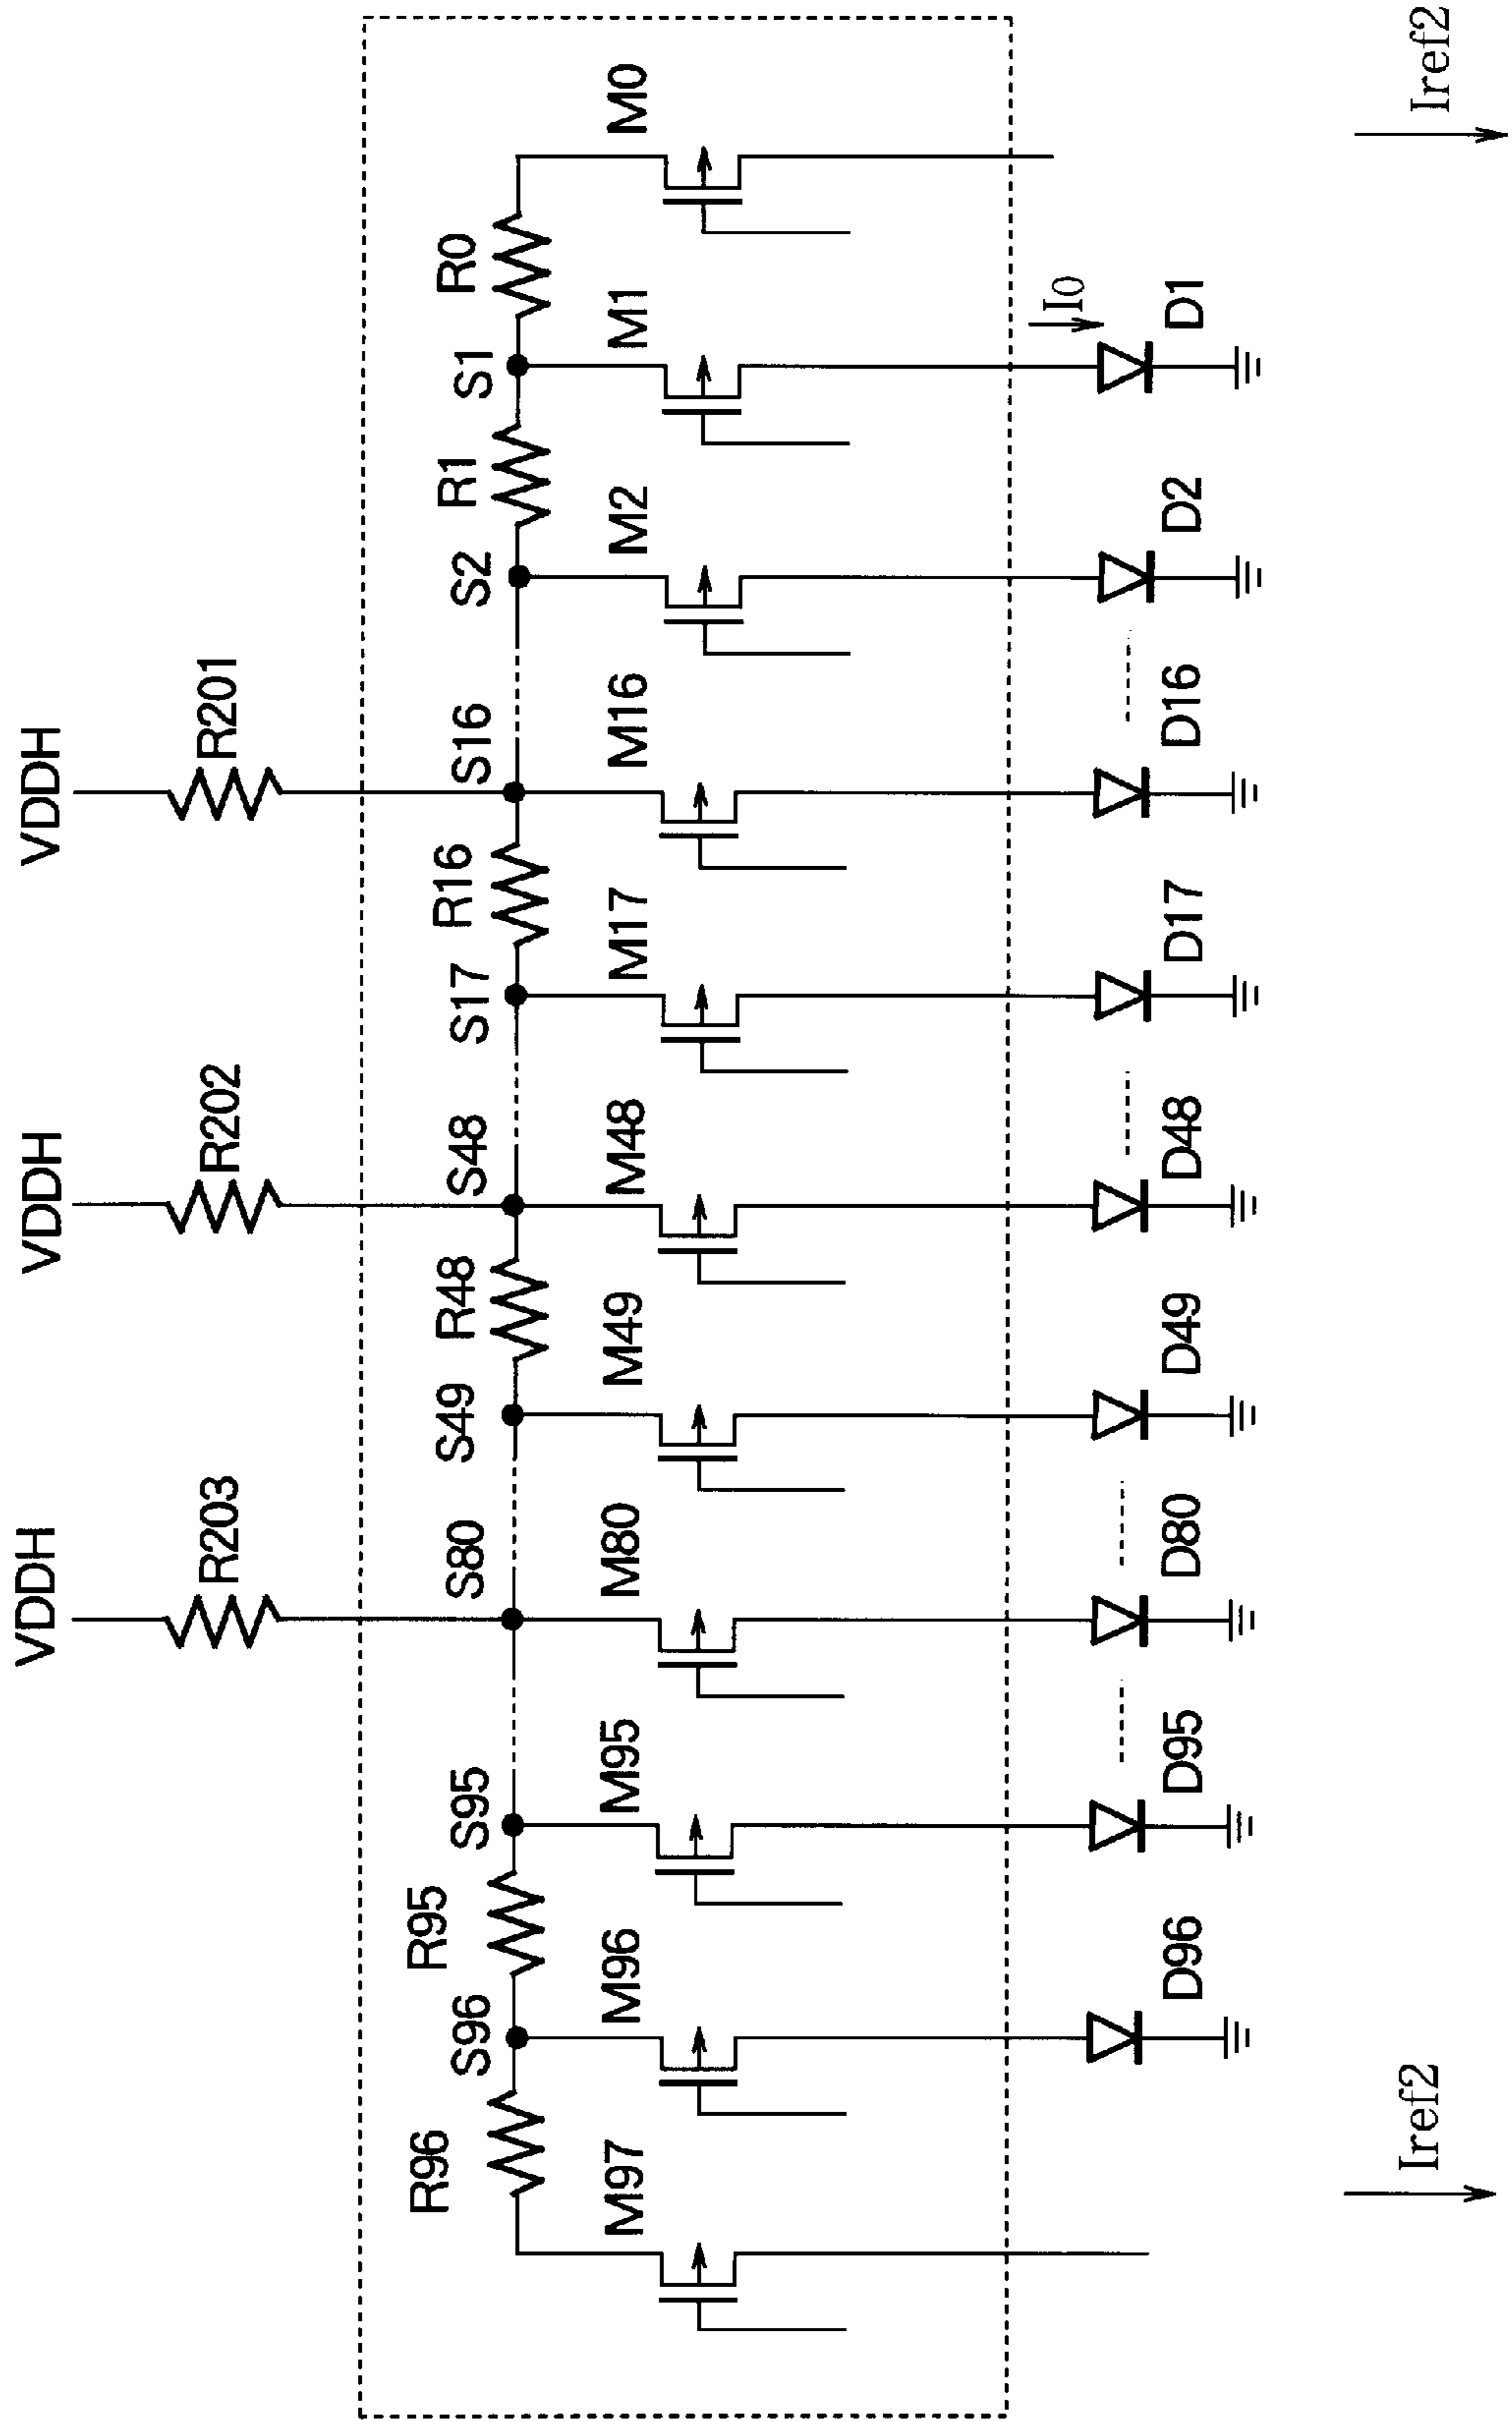 VDDH
VDDH
VDDH
R203
R202
R201
R96
S96
R95
S95
S80
S49
R48
S48
S17
R16
S16
S2
R1
S1
R0
M97
M96
M95
M80
M49
M48
M17
M16
M2
M1
M0
I0
D96
D95
D80
D49
D48
D17
D16
D2
D1
Iref2
Iref2